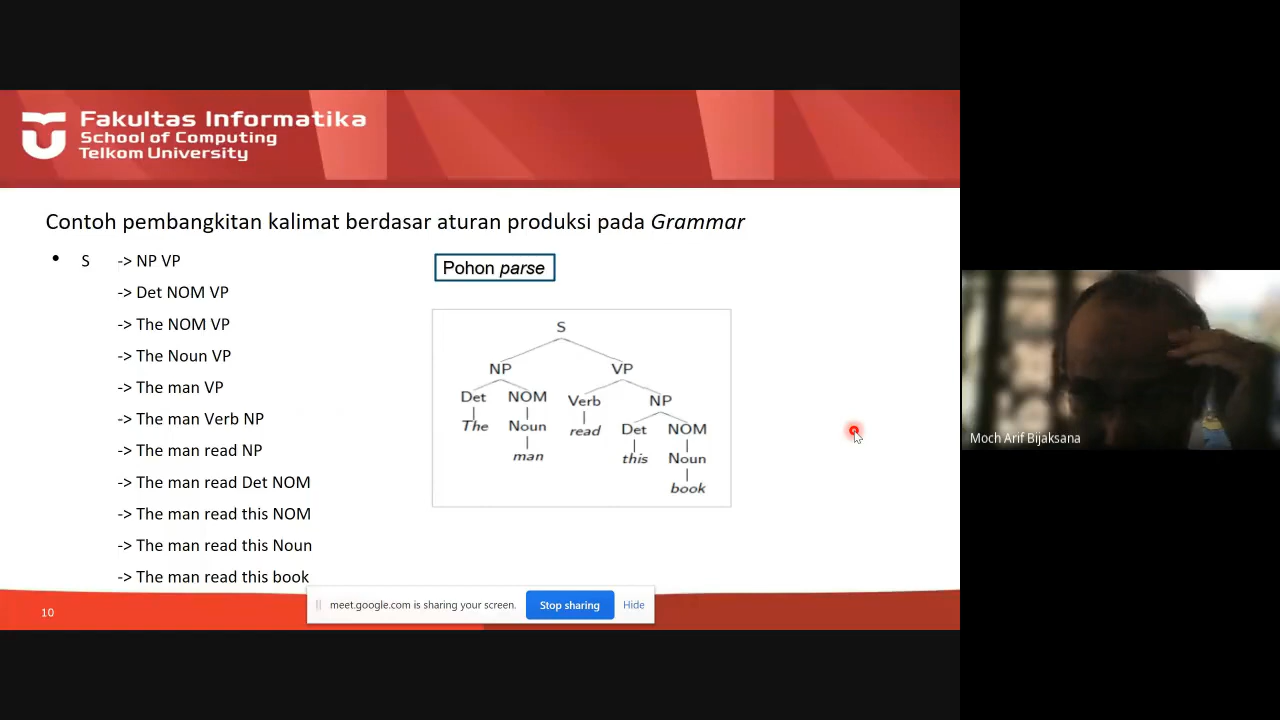 Fakultas Informatika
School of Computing
Telkom University
Contoh pembangkitan kalimat berdasar aturan produksi pada Grammar
• S -> NP VP
-> Det NOM VP
-> The NOM VP
-> The Noun VP
-> The man VP
-> The man Verb NP
-> The man read NP
-> The man read Det NOM
-> The man read this NOM
-> The man read this Noun
-> The man read this book
Pohon parse
S
NP VP
Det NOM Verb NP
The Noun read Det NOM
man this Noun
book
10
meet.google.com is sharing your screen. Stop sharing Hide
Moch Arif Bijaksana